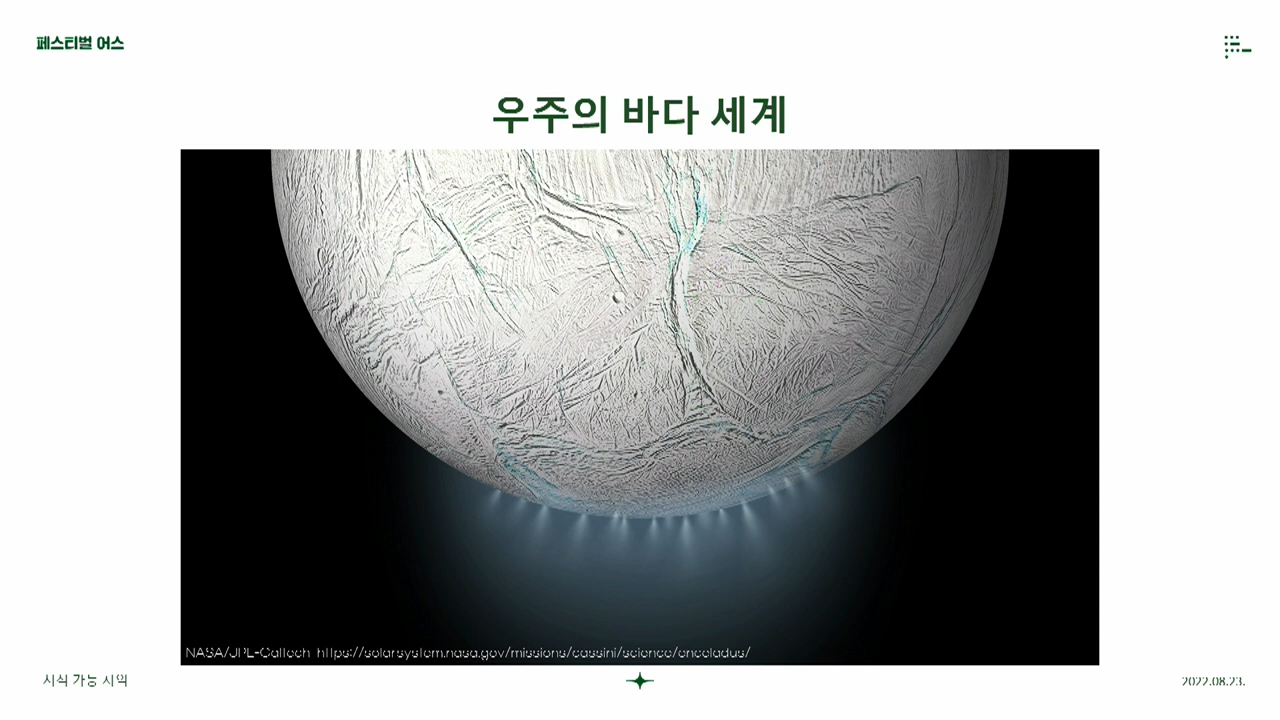 페스티벌 어스
우주의 바다 세계
NASA/JPL-Caltech https://solarsystem.nasa.gov/missions/cassini/science/enceladus/
지식 가능 지역
2022.08.23.